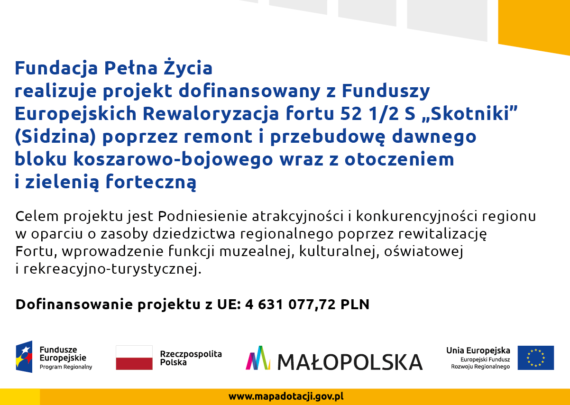 Fundacja Pełna Życia
realizuje projekt dofinansowany z Funduszy
Europejskich Rewaloryzacja fortu 52 1/2 S „Skotniki”
(Sidzina) poprzez remont i przebudowę dawnego
bloku koszarowo-bojowego wraz z otoczeniem
i zielenią forteczną
Celem projektu jest Podniesienie atrakcyjności i konkurencyjności regionu
w oparciu o zasoby dziedzictwa regionalnego poprzez rewitalizację
Fortu, wprowadzenie funkcji muzealnej, kulturalnej, oświatowej
i rekreacyjno-turystycznej.
Dofinansowanie projektu z UE: 4 631 077,72 PLN
Fundusze
Europejskie
Program Regionalny
Rzeczpospolita
Polska
MAŁOPOLSKA
Unia Europejska
Europejski Fundusz
Rozwoju Regionalnego
www.mapadotacji.gov.pl